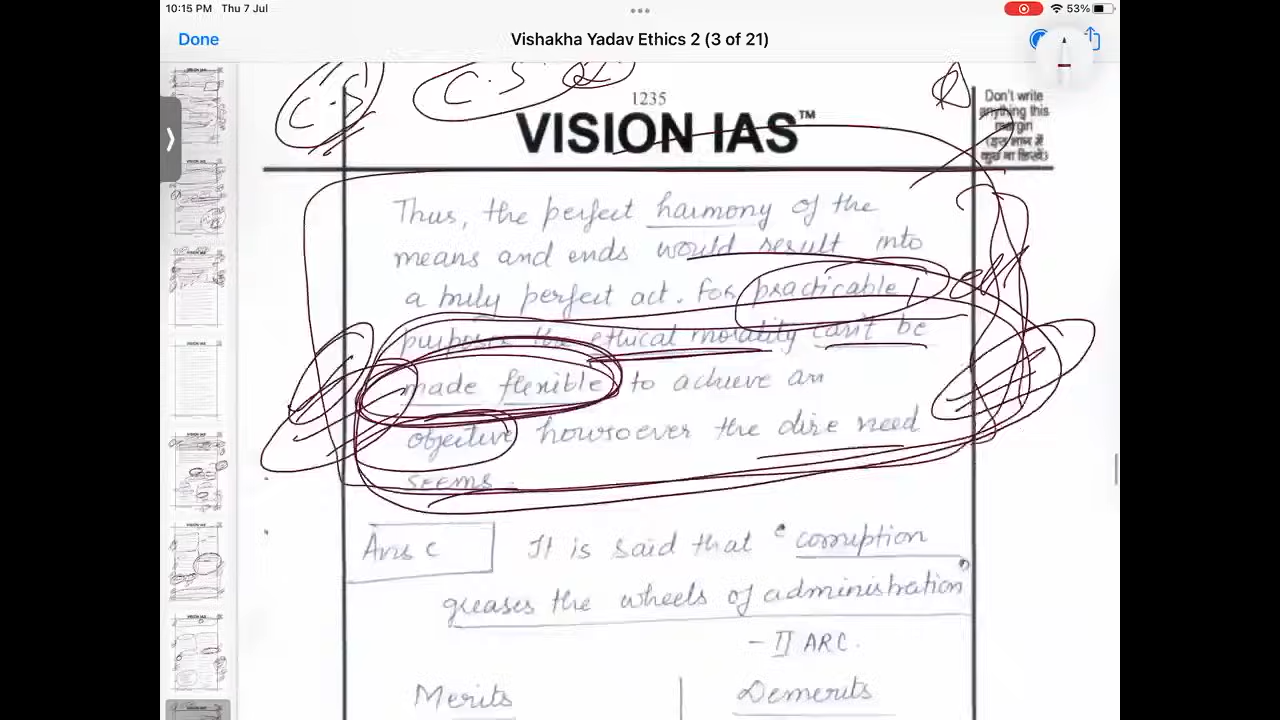 10:15 PM Thu 7 Jul
53%
Done
Vishakha Yadav Ethics 2 (3 of 21)
C.S
C.S
1235
VISION IAS™
Don't write
anything this
margin
Thus, the perfect harmony of the
means and ends would result into
a truly perfect act. For practicable
purpose the ethical morality can't be
made flexible to achieve an
objective howsoever the dire need
seems.
Ans C
It is said that 'corruption
greases the wheels of administration'
- II ARC.
Merits
Demerits